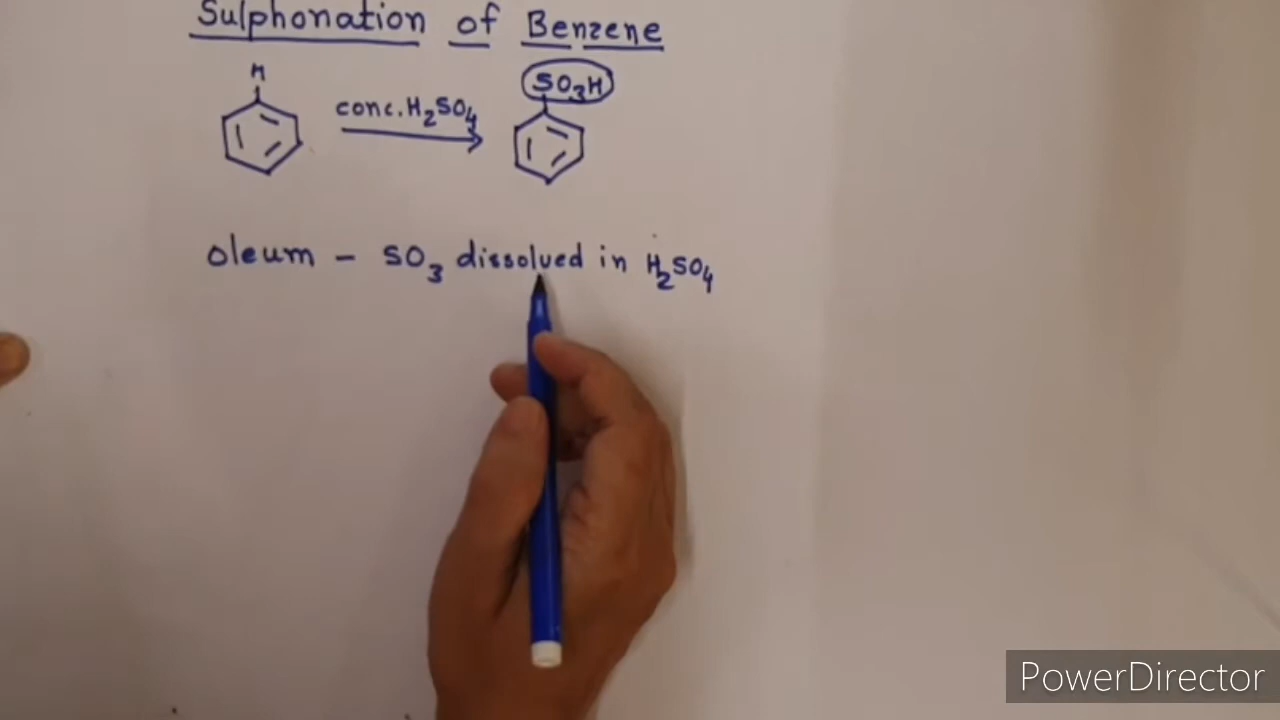 Sulphonation of Benzene
H
SO3H
conc. H2SO4
Oleum - SO3 dissolved in H2SO4
PowerDirector